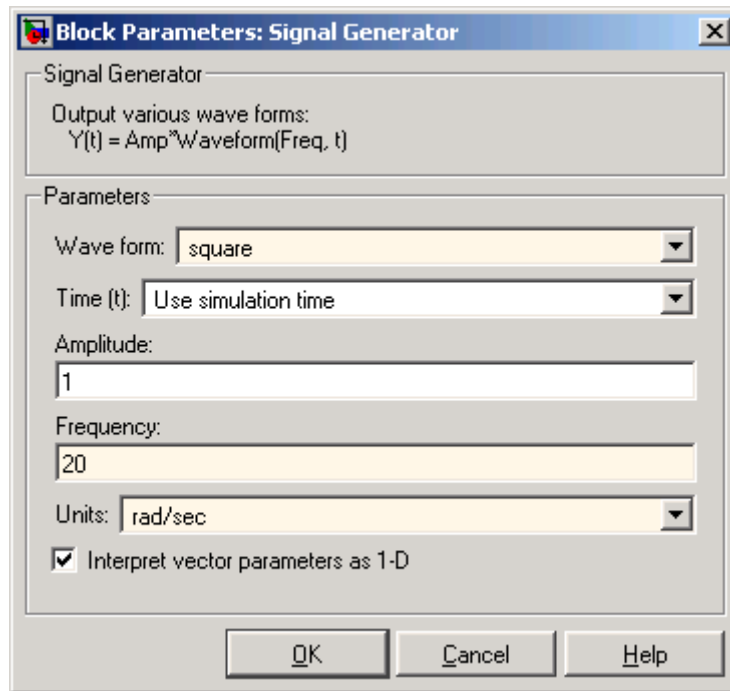 Block Parameters: Signal Generator
Signal Generator
Output various wave forms:
Y(t) = Amp*Waveform(Freq, t)
Parameters
Wave form: square
Time (t): Use simulation time
Amplitude:
1
Frequency:
20
Units: rad/sec
Interpret vector parameters as 1-D
OK Cancel Help